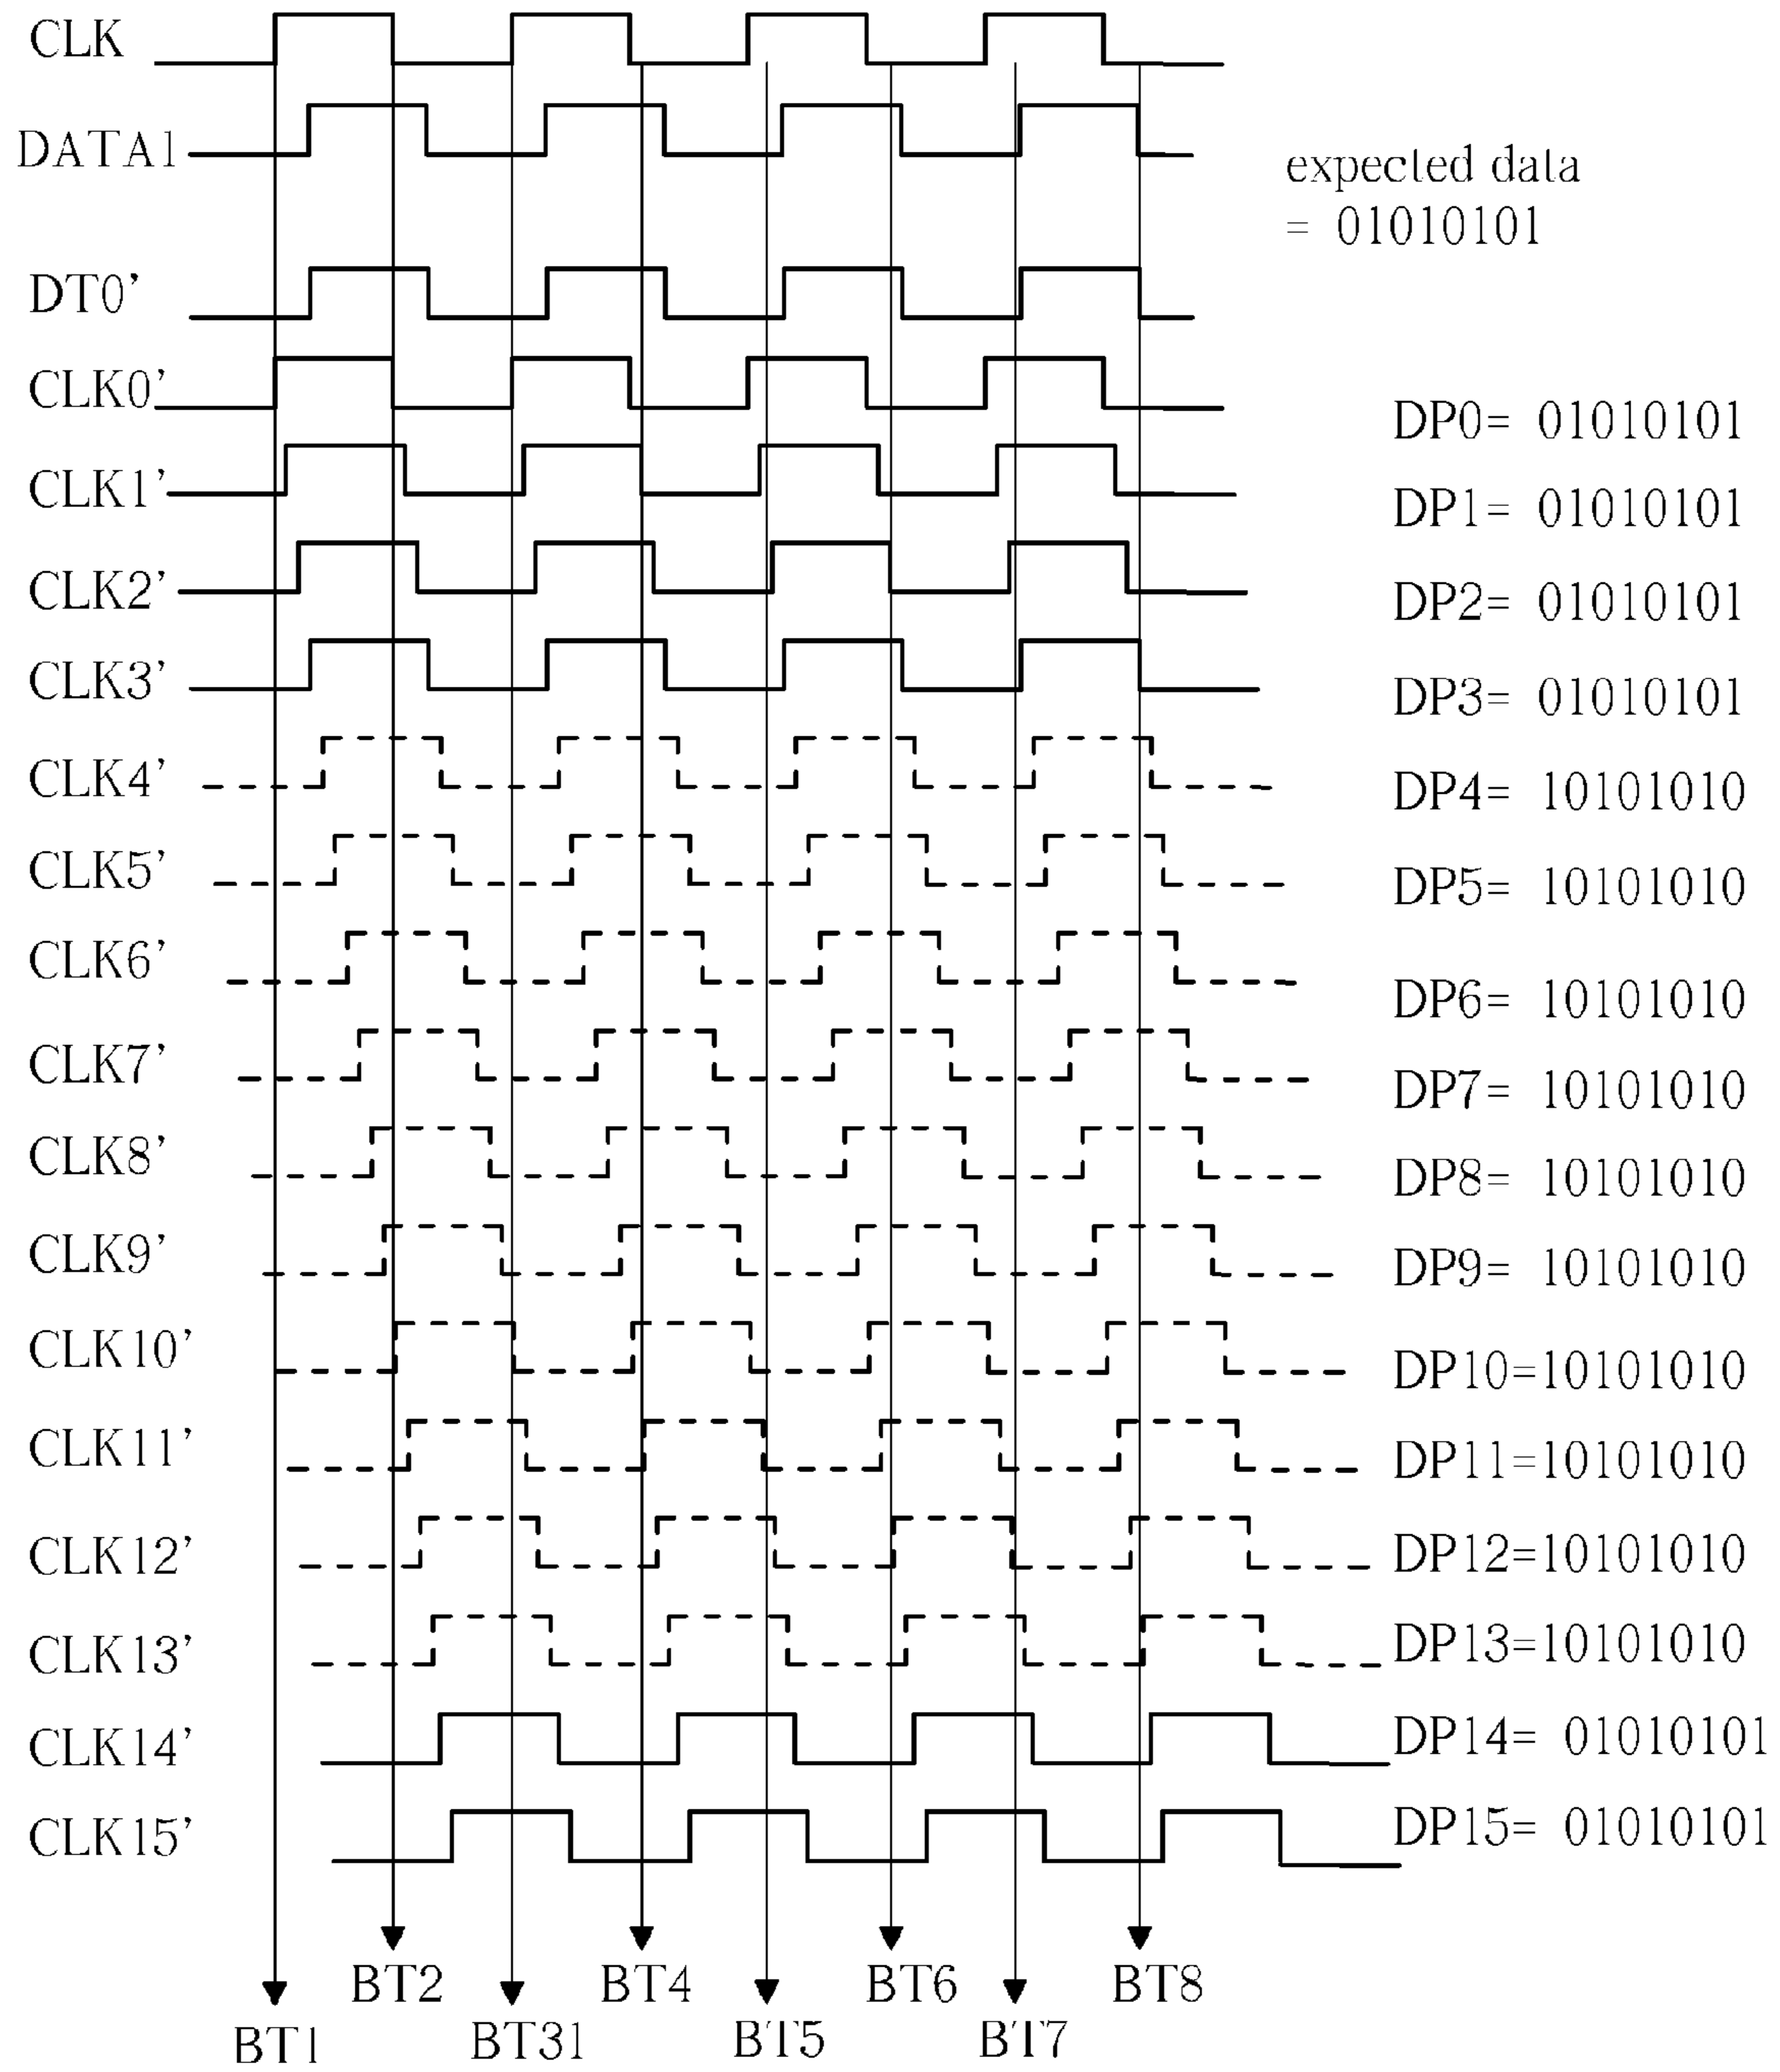 CLK
DATA1
expected data
= 01010101
DT0’
CLK0’
DP0= 01010101
CLK1’
DP1= 01010101
CLK2’
DP2= 01010101
CLK3’
DP3= 01010101
CLK4’
DP4= 10101010
CLK5’
DP5= 10101010
CLK6’
DP6= 10101010
CLK7’
DP7= 10101010
CLK8’
DP8= 10101010
CLK9’
DP9= 10101010
CLK10’
DP10=10101010
CLK11’
DP11=10101010
CLK12’
DP12=10101010
CLK13’
DP13=10101010
CLK14’
DP14= 01010101
CLK15’
DP15= 01010101
BT2 BT4 BT6 BT8
BT1 BT31 BT5 BT7